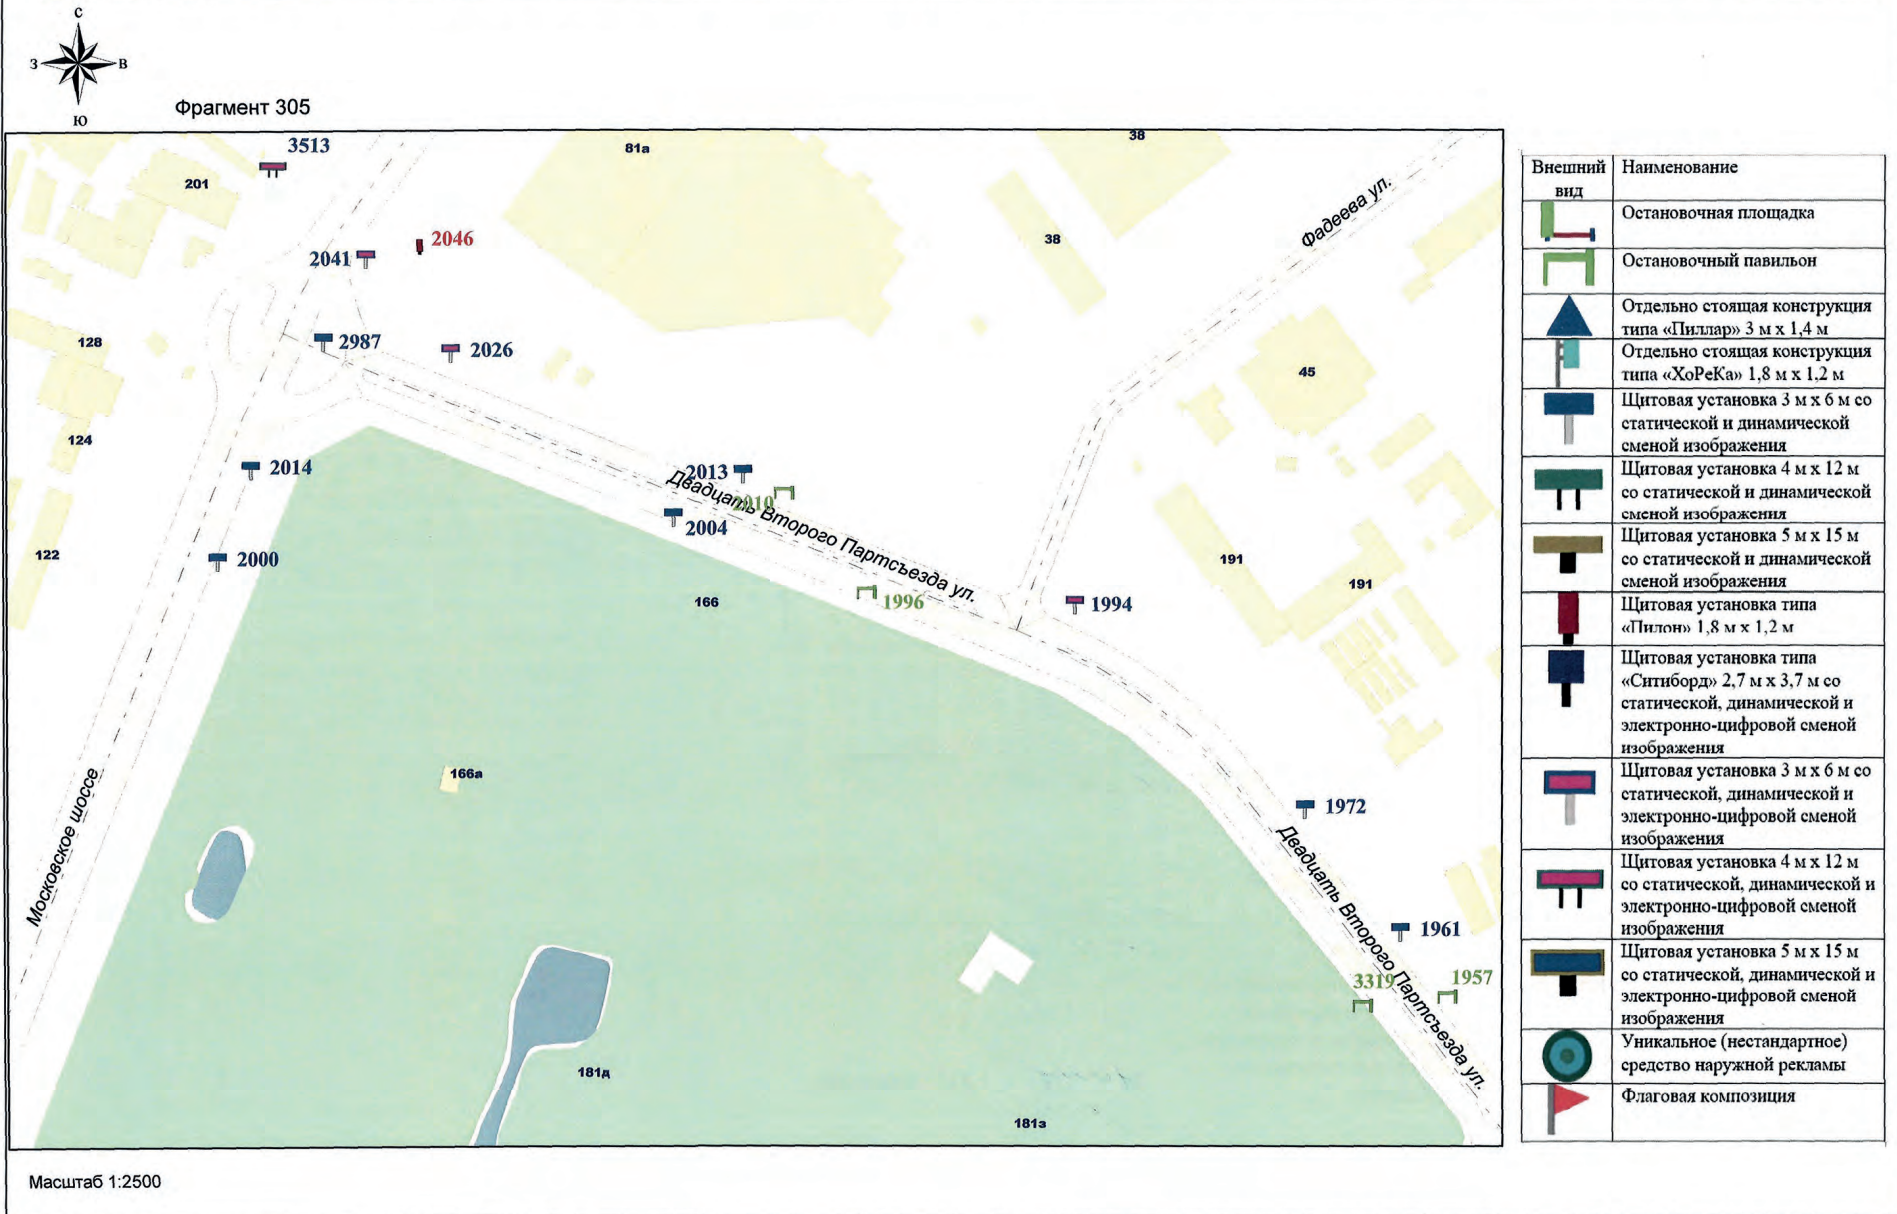 С
З
В
Ю
Фрагмент 305
3513
81а
38
201
2046
2041
38
Фадеева ул.
2987
2026
128
45
124
2014
2013
Двадцать Второго Партсъезда ул.
2010
2004
122
2000
191
191
166
1996
1994
166а
Московское шоссе
1972
Двадцать Второго Партсъезда ул.
1961
3319
1957
181д
181з
Масштаб 1:2500
Внешний вид
Наименование
Остановочная площадка
Остановочный павильон
Отдельно стоящая конструкция
типа «Пиллар» 3 м х 1,4 м
Отдельно стоящая конструкция
типа «ХоРеКа» 1,8 м х 1,2 м
Щитовая установка 3 м х 6 м со
статической и динамической
сменой изображения
Щитовая установка 4 м х 12 м
со статической и динамической
сменой изображения
Щитовая установка 5 м х 15 м
со статической и динамической
сменой изображения
Щитовая установка типа
«Пилон» 1,8 м х 1,2 м
Щитовая установка типа
«Ситиборд» 2,7 м х 3,7 м со
статической, динамической и
электронно-цифровой сменой
изображения
Щитовая установка 3 м х 6 м со
статической, динамической и
электронно-цифровой сменой
изображения
Щитовая установка 4 м х 12 м
со статической, динамической и
электронно-цифровой сменой
изображения
Щитовая установка 5 м х 15 м
со статической, динамической и
электронно-цифровой сменой
изображения
Уникальное (нестандартное)
средство наружной рекламы
Флаговая композиция